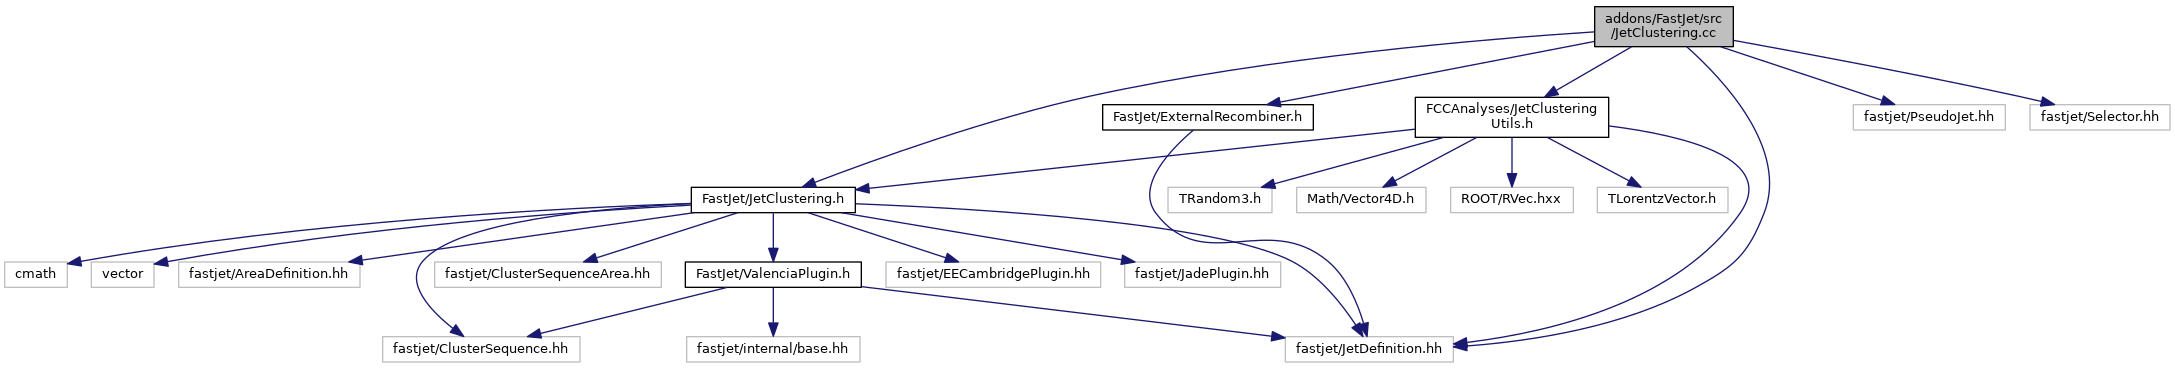 addons/FastJet/src
/JetClustering.cc
FastJet/ExternalRecombiner.h
FCCAnalyses/JetClustering
Utils.h
fastjet/PseudoJet.hh
fastjet/Selector.hh
FastJet/JetClustering.h
TRandom3.h
Math/Vector4D.h
ROOT/RVec.hxx
TLorentzVector.h
cmath
vector
fastjet/AreaDefinition.hh
fastjet/ClusterSequenceArea.hh
FastJet/ValenciaPlugin.h
fastjet/EECambridgePlugin.hh
fastjet/JadePlugin.hh
fastjet/ClusterSequence.hh
fastjet/internal/base.hh
fastjet/JetDefinition.hh